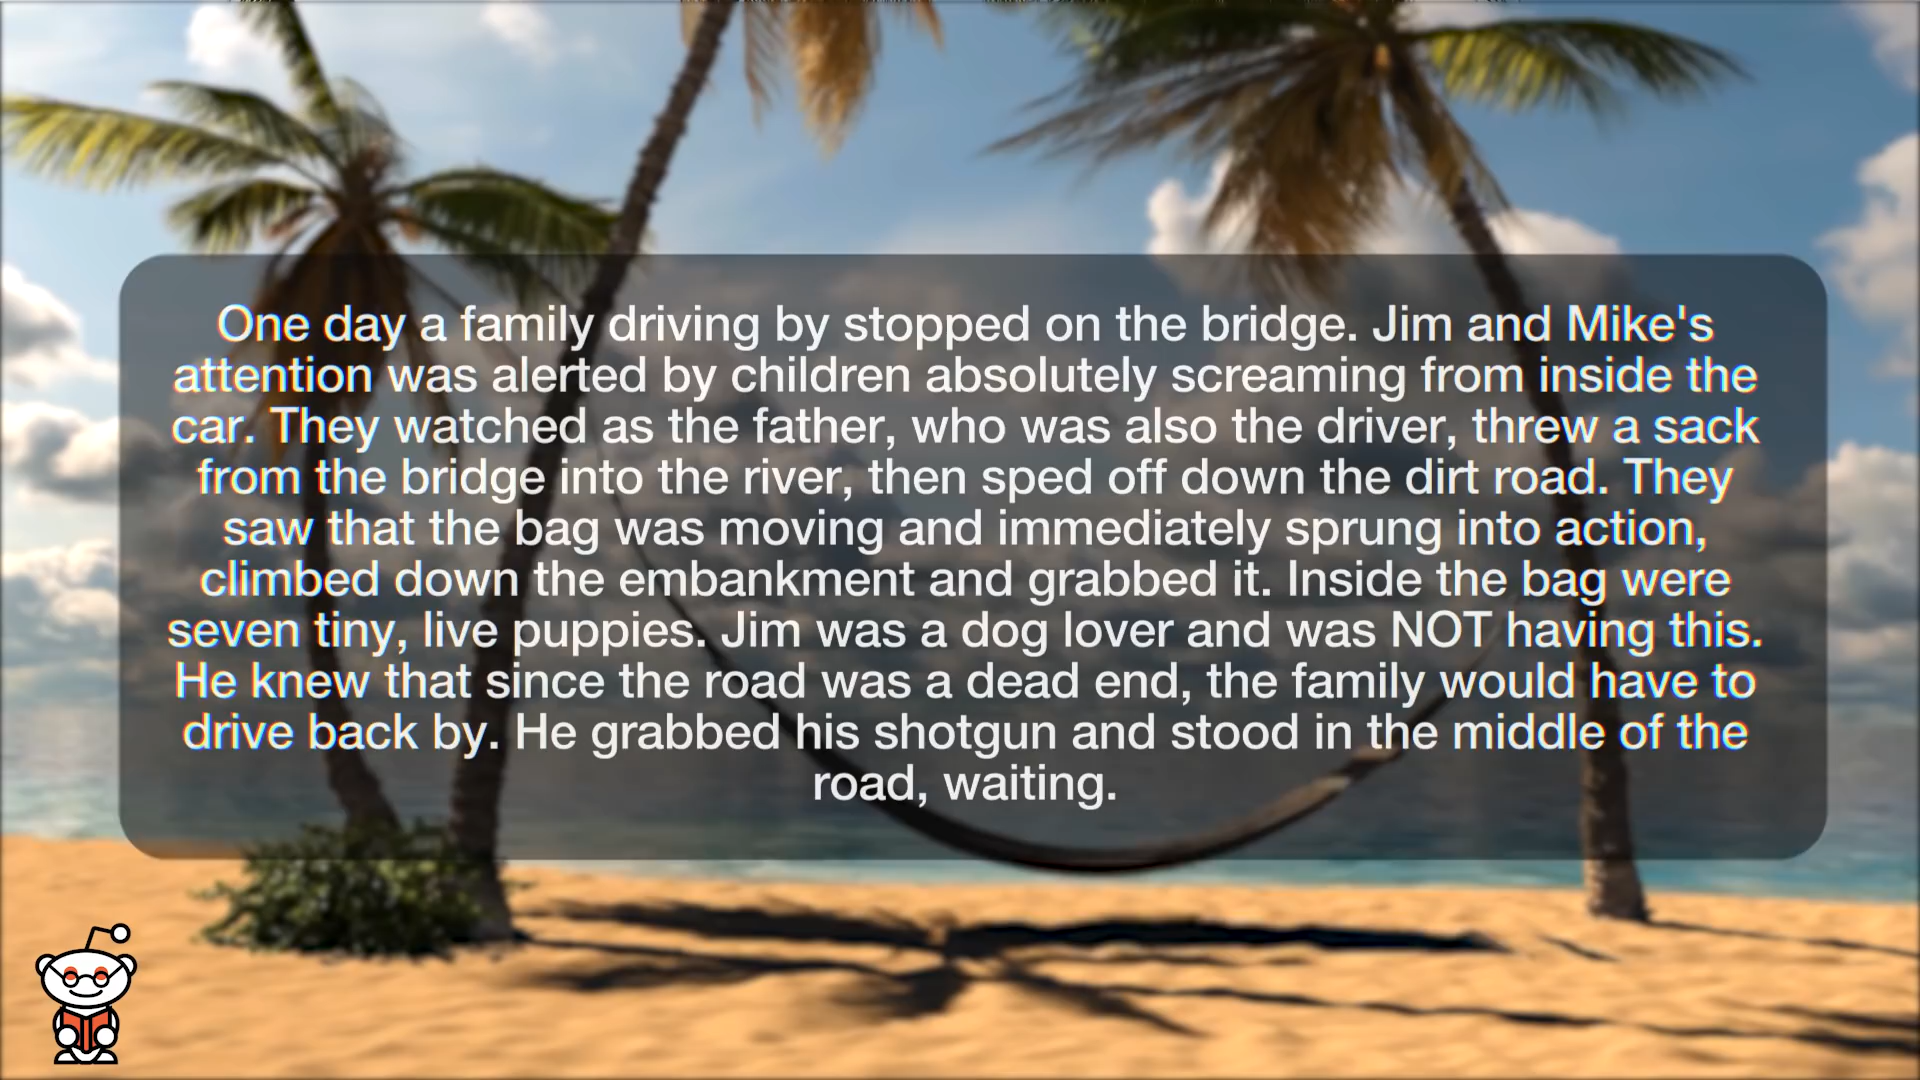 One day a family driving by stopped on the bridge. Jim and Mike's
attention was alerted by children absolutely screaming from inside the
car. They watched as the father, who was also the driver, threw a sack
from the bridge into the river, then sped off down the dirt road. They
saw that the bag was moving and immediately sprung into action,
climbed down the embankment and grabbed it. Inside the bag were
seven tiny, live puppies. Jim was a dog lover and was NOT having this.
He knew that since the road was a dead end, the family would have to
drive back by. He grabbed his shotgun and stood in the middle of the
road, waiting.